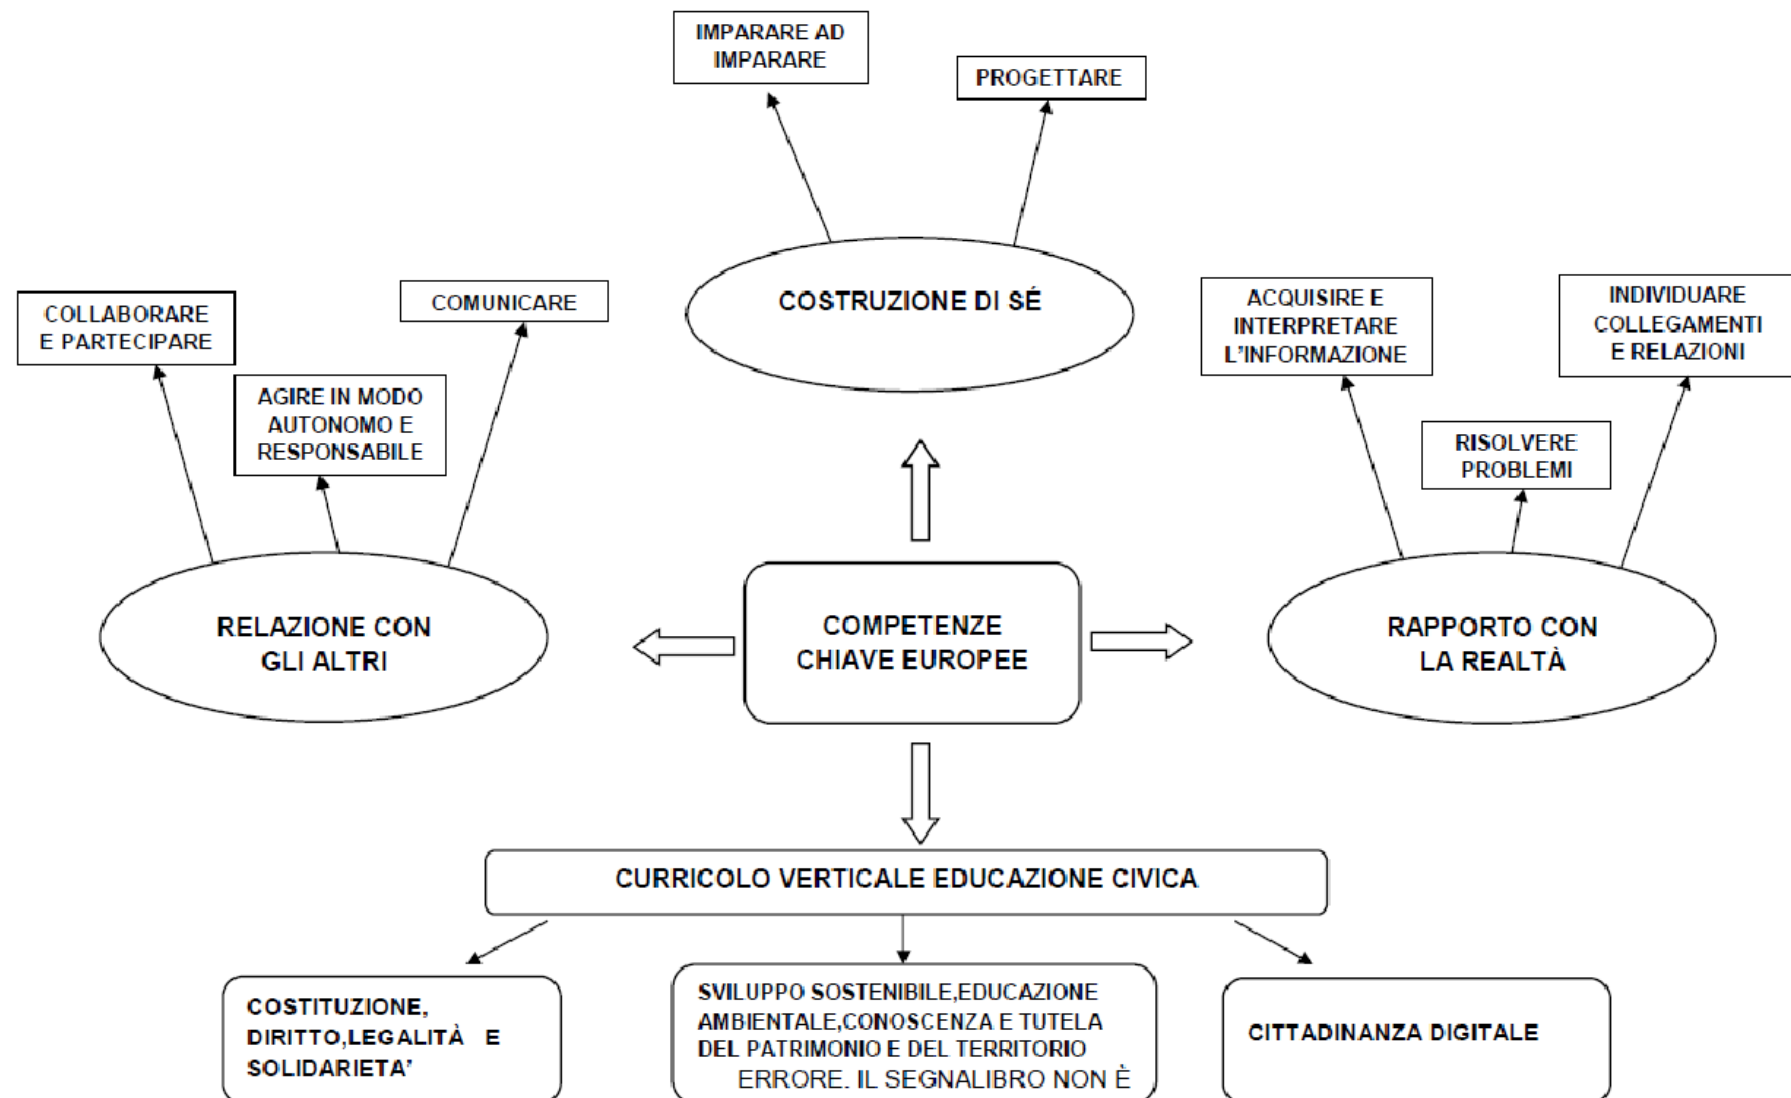 IMPARARE AD
IMPARARE
PROGETTARE
COSTRUZIONE DI SÉ
COLLABORARE
E PARTECIPARE
AGIRE IN MODO
AUTONOMO E
RESPONSABILE
COMUNICARE
ACQUISIRE E
INTERPRETARE
L'INFORMAZIONE
RISOLVERE
PROBLEMI
INDIVIDUARE
COLLEGAMENTI
E RELAZIONI
RELAZIONE CON
GLI ALTRI
COMPETENZE
CHIAVE EUROPEE
RAPPORTO CON
LA REALTÀ
CURRICOLO VERTICALE EDUCAZIONE CIVICA
COSTITUZIONE,
DIRITTO,LEGALITÀ E
SOLIDARIETA'
SVILUPPO SOSTENIBILE,EDUCAZIONE
AMBIENTALE,CONOSCENZA E TUTELA
DEL PATRIMONIO E DEL TERRITORIO
ERRORE. IL SEGNALIBRO NON È
CITTADINANZA DIGITALE